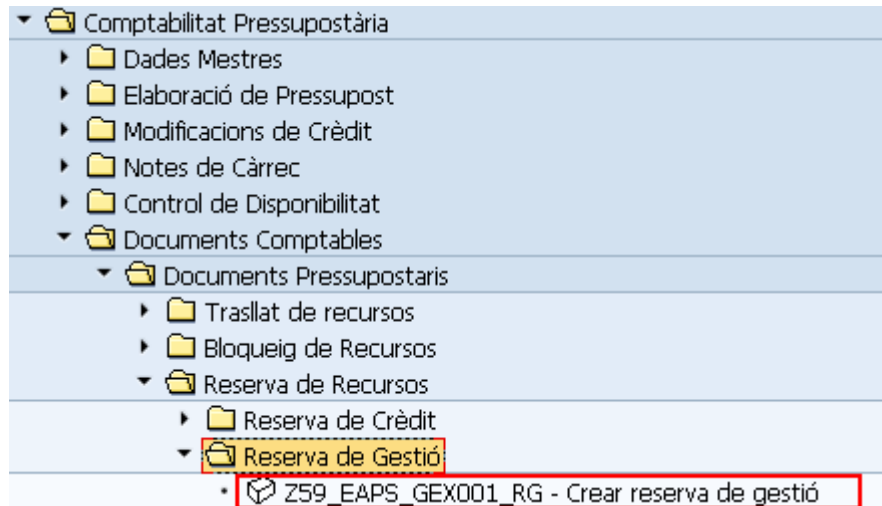 Comptabilitat Pressupostària
Dades Mestres
Elaboració de Pressupost
Modificacions de Crèdit
Notes de Càrrec
Control de Disponibilitat
Documents Comptables
Documents Pressupostaris
Trasllat de recursos
Bloqueig de Recursos
Reserva de Recursos
Reserva de Crèdit
Reserva de Gestió
Z59_EAPS_GEX001_RG - Crear reserva de gestió